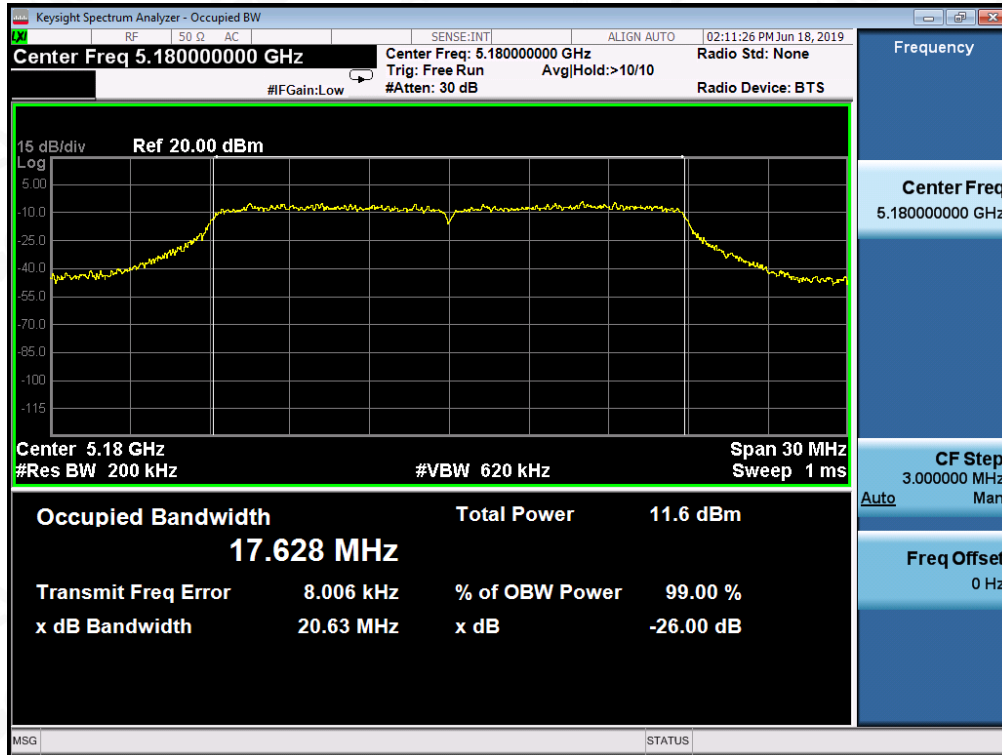 Keysight Spectrum Analyzer - Occupied BW
LXI RF 50 Ω AC SENSE:INT ALIGN AUTO 02:11:26 PM Jun 18, 2019
Center Freq 5.180000000 GHz
Center Freq: 5.180000000 GHz Radio Std: None
Trig: Free Run Avg|Hold:>10/10
#IFGain:Low #Atten: 30 dB Radio Device: BTS
15 dB/div Ref 20.00 dBm
Log
5.00
-10.0
-25.0
-40.0
-55.0
-70.0
-85.0
-100
-115
Center 5.18 GHz Span 30 MHz
#Res BW 200 kHz #VBW 620 kHz Sweep 1 ms
Occupied Bandwidth Total Power 11.6 dBm
17.628 MHz
Transmit Freq Error 8.006 kHz % of OBW Power 99.00 %
x dB Bandwidth 20.63 MHz x dB -26.00 dB
MSG STATUS
Frequency
Center Freq
5.180000000 GHz
CF Step
3.000000 MHz
Auto Man
Freq Offset
0 Hz